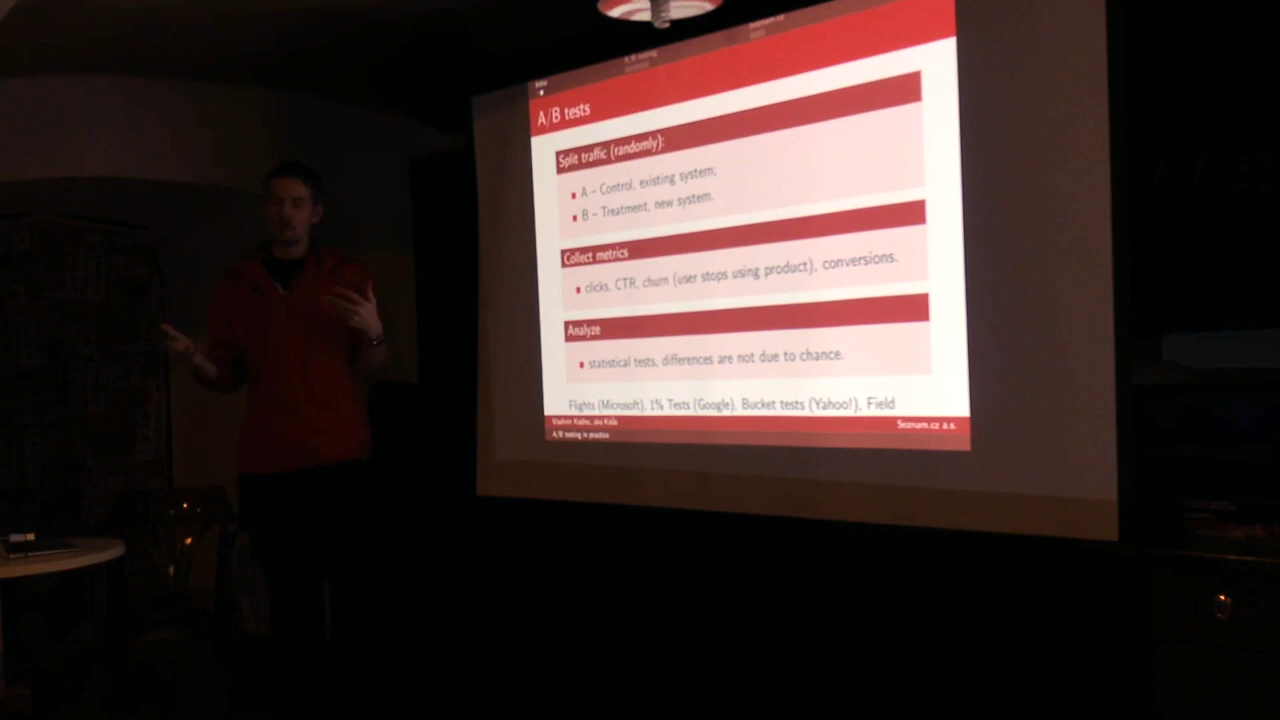 A/B testing
A/B tests
Split traffic (randomly):
A – Control, existing system;
B – Treatment, new system.
Collect metrics
clicks, CTR, churn (user stops using product), conversions.
Analyze
statistical tests, differences are not due to chance.
Flights (Microsoft), 1% Tests (Google), Bucket tests (Yahoo!), Field
Seznam.cz a.s.
A/B testing in practice